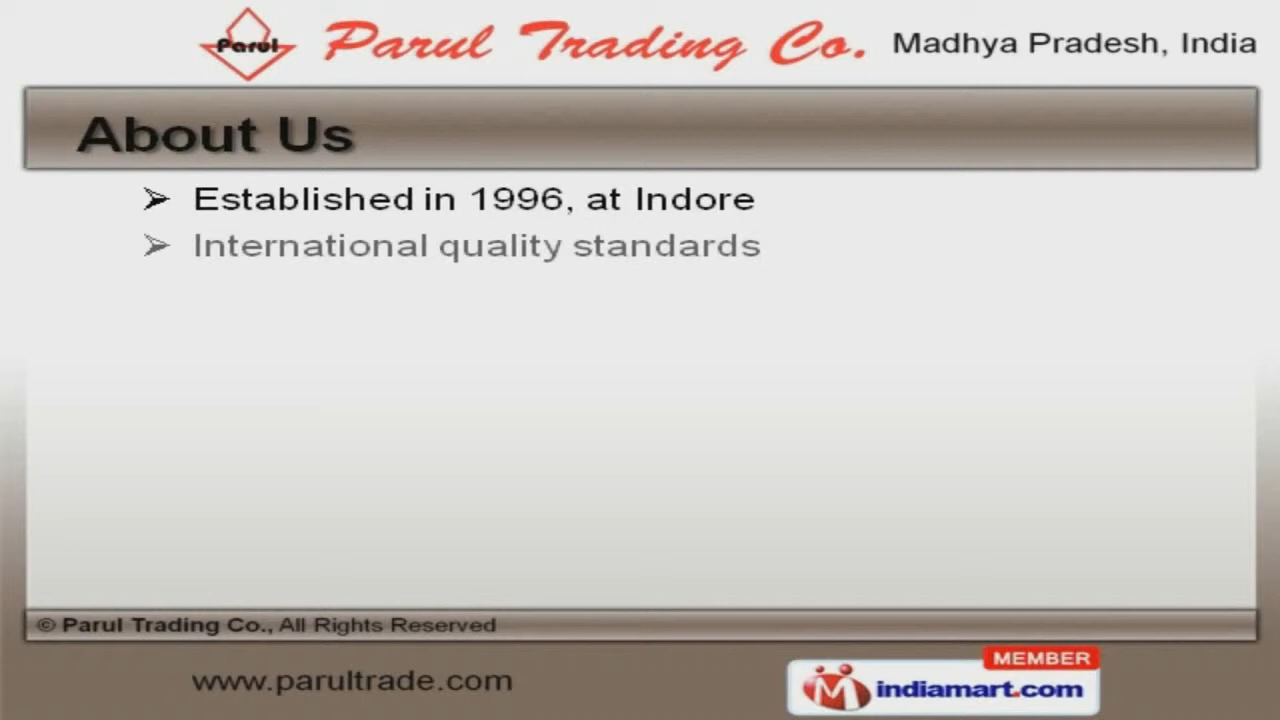 Parul
Parul Trading Co.
Madhya Pradesh, India
About Us
➢ Established in 1996, at Indore
➢ International quality standards
© Parul Trading Co., All Rights Reserved
www.parultrade.com
MEMBER
indiamart.com